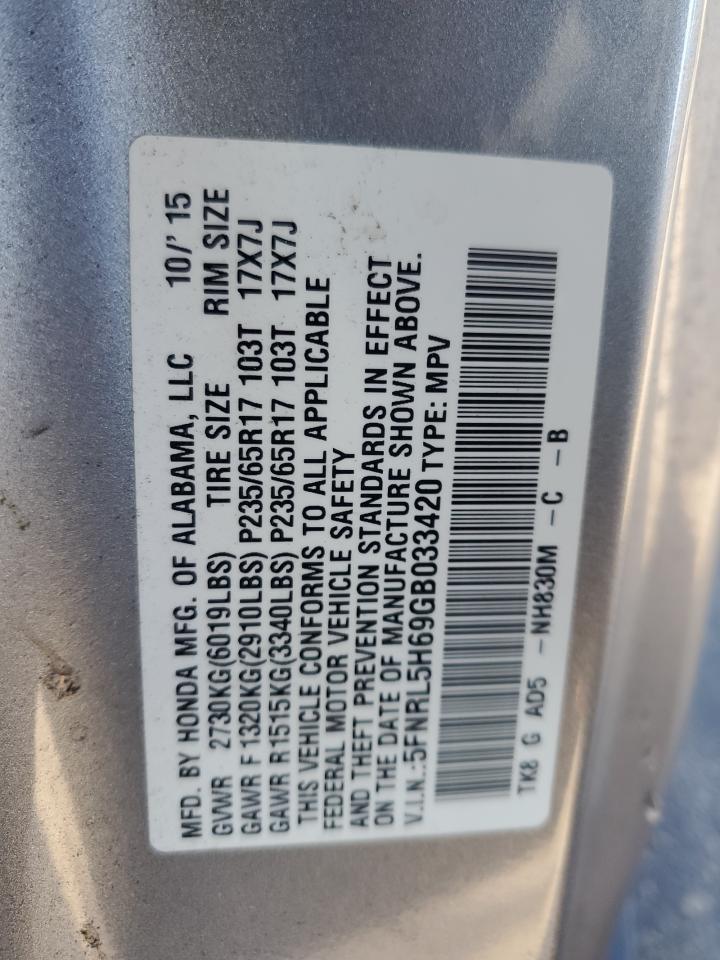 MFD. BY HONDA MFG. OF ALABAMA, LLC 10/' 15
GVWR 2730KG(6019LBS) TIRE SIZE RIM SIZE
GAWR F 1320KG(2910LBS) P235/65R17 103T 17X7J
GAWR R1515KG(3340LBS) P235/65R17 103T 17X7J
THIS VEHICLE CONFORMS TO ALL APPLICABLE
FEDERAL MOTOR VEHICLE SAFETY
AND THEFT PREVENTION STANDARDS IN EFFECT
ON THE DATE OF MANUFACTURE SHOWN ABOVE.
V.I.N.:5FNRL5H69GB033420 TYPE: MPV
TK8 G AD5 -NH830M -C -B